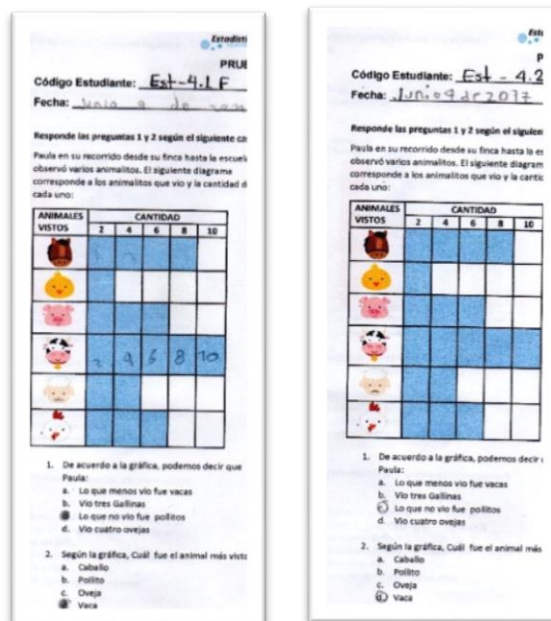 Estadísti
PRUE
Código Estudiante: Est-4.1 F
Fecha: Junio 9 de
Responde las preguntas 1 y 2 según el siguiente ca
Paula en su recorrido desde su finca hasta la escuel
observó varios animalitos. El siguiente diagrama
corresponde a los animalitos que vio y la cantidad d
cada uno:
ANIMALES VISTOS
CANTIDAD
2 4 6 8 10
2 4 6 8 10
1. De acuerdo a la gráfica, podemos decir que
Paula:
a. Lo que menos vio fue vacas
b. Vio tres Gallinas
Lo que no vio fue pollitos
d. Vio cuatro ovejas
2. Según la gráfica, Cuál fue el animal más visto
a. Caballo
b. Pollito
c. Oveja
Vaca
Esta
P
Código Estudiante: Est - 4.2
Fecha: Junio 9 de 2017
Responde las preguntas 1 y 2 según el siguien
Paula en su recorrido desde su finca hasta la es
observó varios animalitos. El siguiente diagram
corresponde a los animalitos que vio y la cantic
cada uno:
ANIMALES VISTOS
CANTIDAD
2 4 6 8 10
1. De acuerdo a la gráfica, podemos decir
Paula:
a. Lo que menos vio fue vacas
b. Vio tres Gallinas
c. Lo que no vio fue pollitos
d. Vio cuatro ovejas
2. Según la gráfica, Cuál fue el animal más
a. Caballo
b. Pollito
c. Oveja
d. Vaca